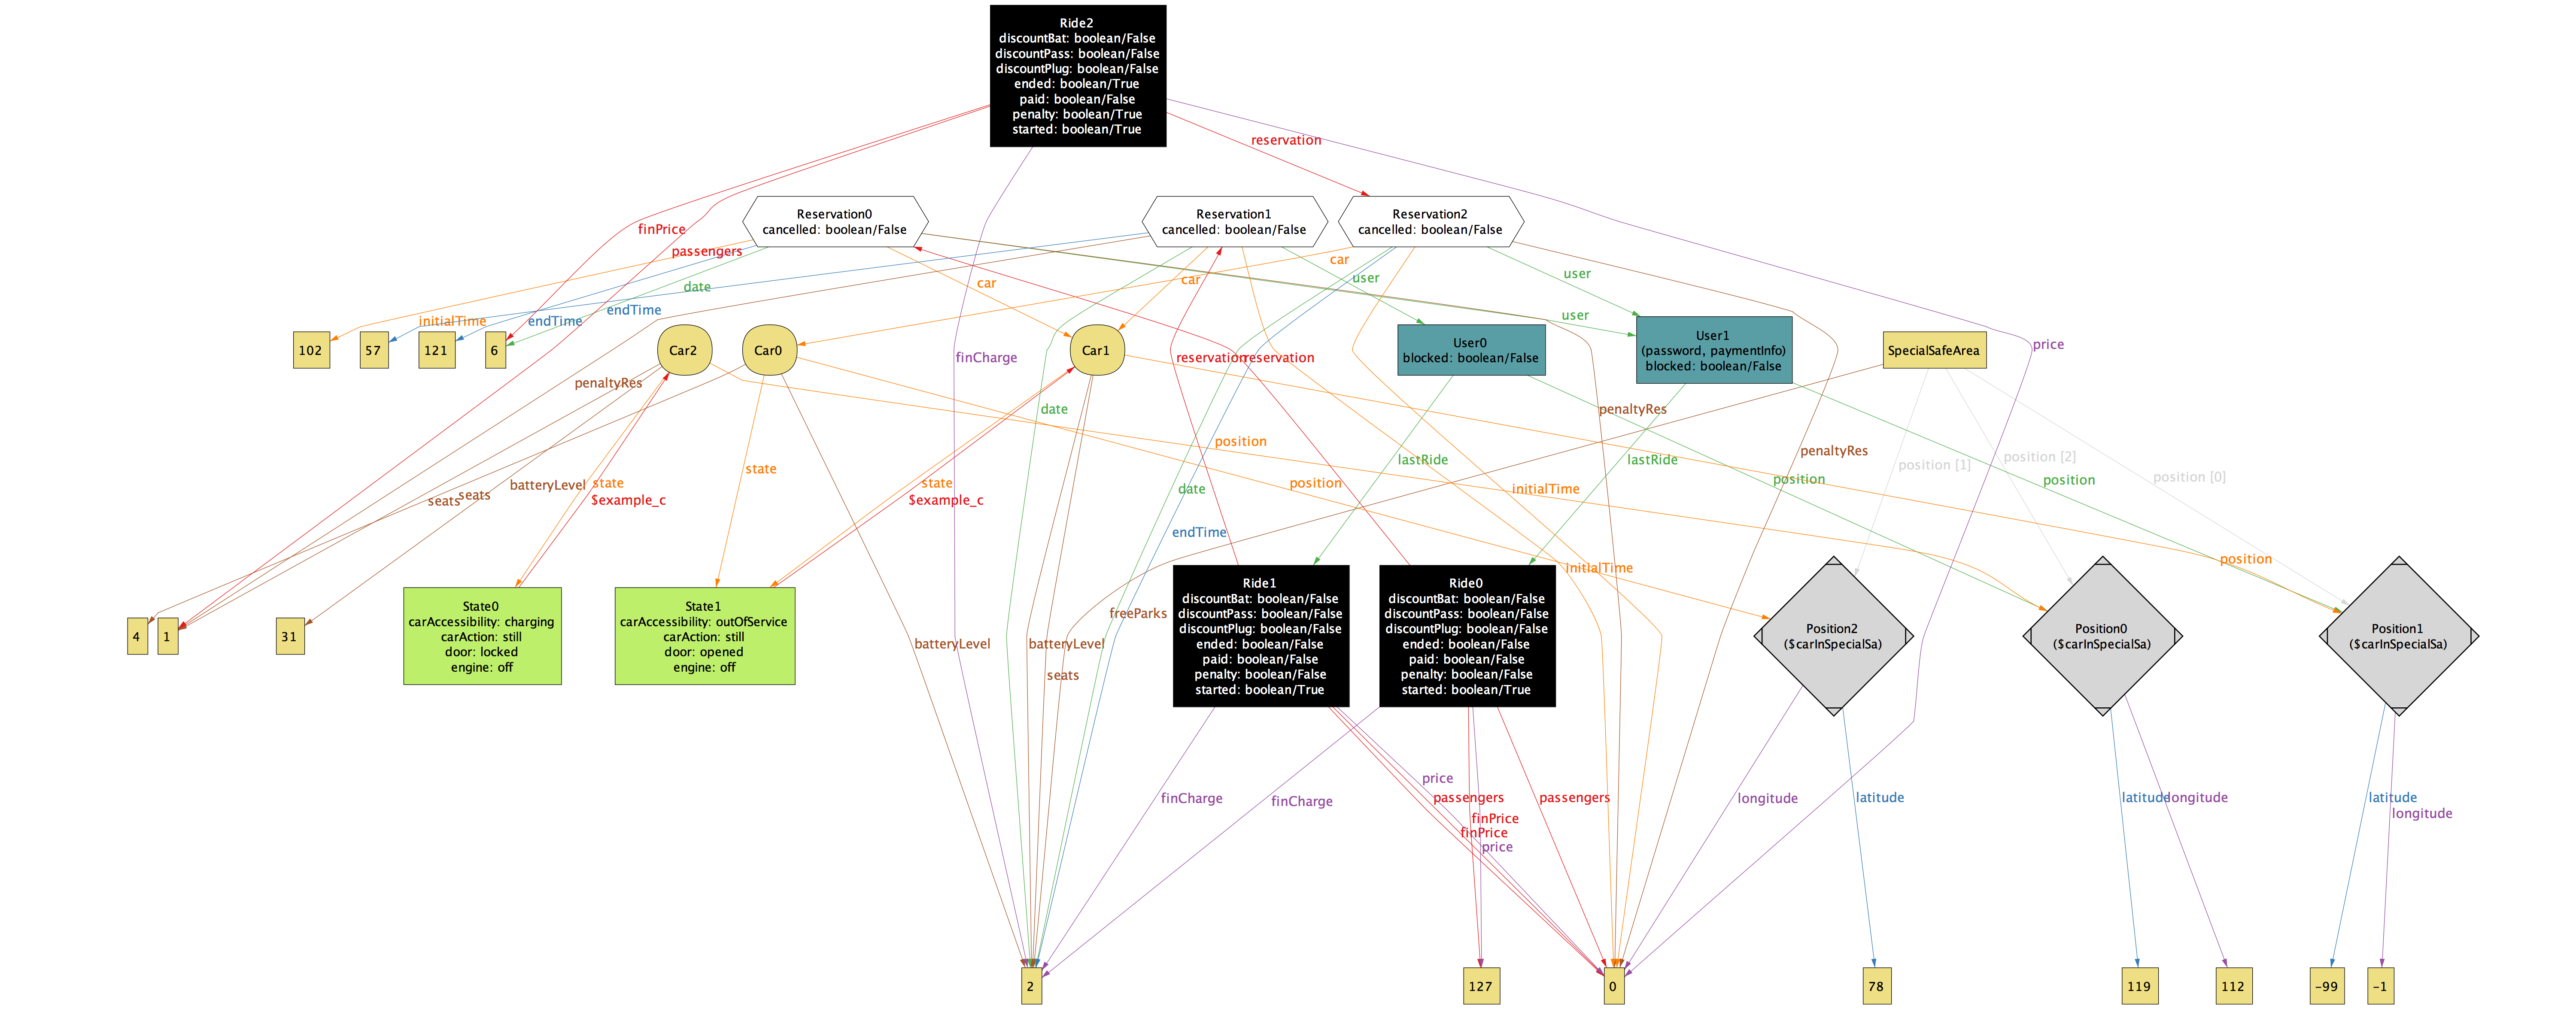 Ride2
discountBat: boolean/False
discountPass: boolean/False
discountPlug: boolean/False
ended: boolean/True
paid: boolean/False
penalty: boolean/True
started: boolean/True
reservation
Reservation0
cancelled: boolean/False
Reservation1
cancelled: boolean/False
Reservation2
cancelled: boolean/False
finPrice
passengers
car
car
car
user
user
user
date
initialTime
endTime
endTime
102
57
121
6
Car2
Car0
Car1
finCharge
reservation
reservation
User0
blocked: boolean/False
User1
(password, paymentInfo)
blocked: boolean/False
SpecialSafeArea
price
penaltyRes
date
penaltyRes
penaltyRes
position
state
lastRide
lastRide
position [1]
position [2]
position [0]
seats
seats
batteryLevel
state
$example_c
state
$example_c
date
position
initialTime
position
position
endTime
initialTime
position
4
1
31
State0
carAccessibility: charging
carAction: still
door: locked
engine: off
State1
carAccessibility: outOfService
carAction: still
door: opened
engine: off
batteryLevel
batteryLevel
seats
freeParks
Ride1
discountBat: boolean/False
discountPass: boolean/False
discountPlug: boolean/False
ended: boolean/False
paid: boolean/False
penalty: boolean/False
started: boolean/True
Ride0
discountBat: boolean/False
discountPass: boolean/False
discountPlug: boolean/False
ended: boolean/False
paid: boolean/False
penalty: boolean/False
started: boolean/True
Position2
($carInSpecialSa)
Position0
($carInSpecialSa)
Position1
($carInSpecialSa)
finCharge
finCharge
price
passengers
passengers
finPrice
finPrice
price
longitude
latitude
latitude
longitude
latitude
longitude
2
127
0
78
119
112
-99
-1